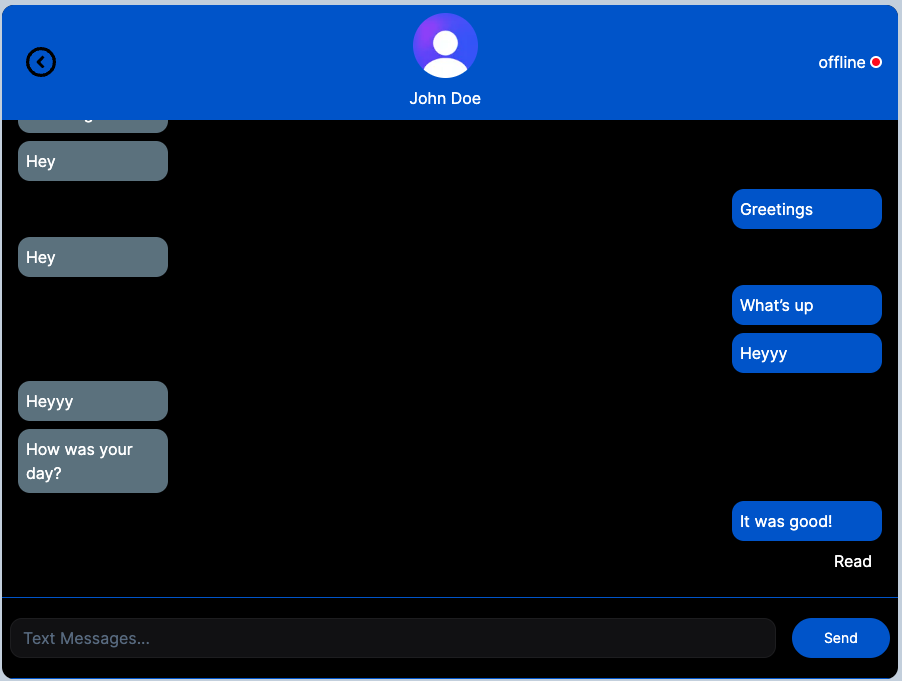 offline
John Doe
Hey
Greetings
Hey
What's up
Heyyy
Heyyy
How was your
day?
It was good!
Read
Text Messages...
Send